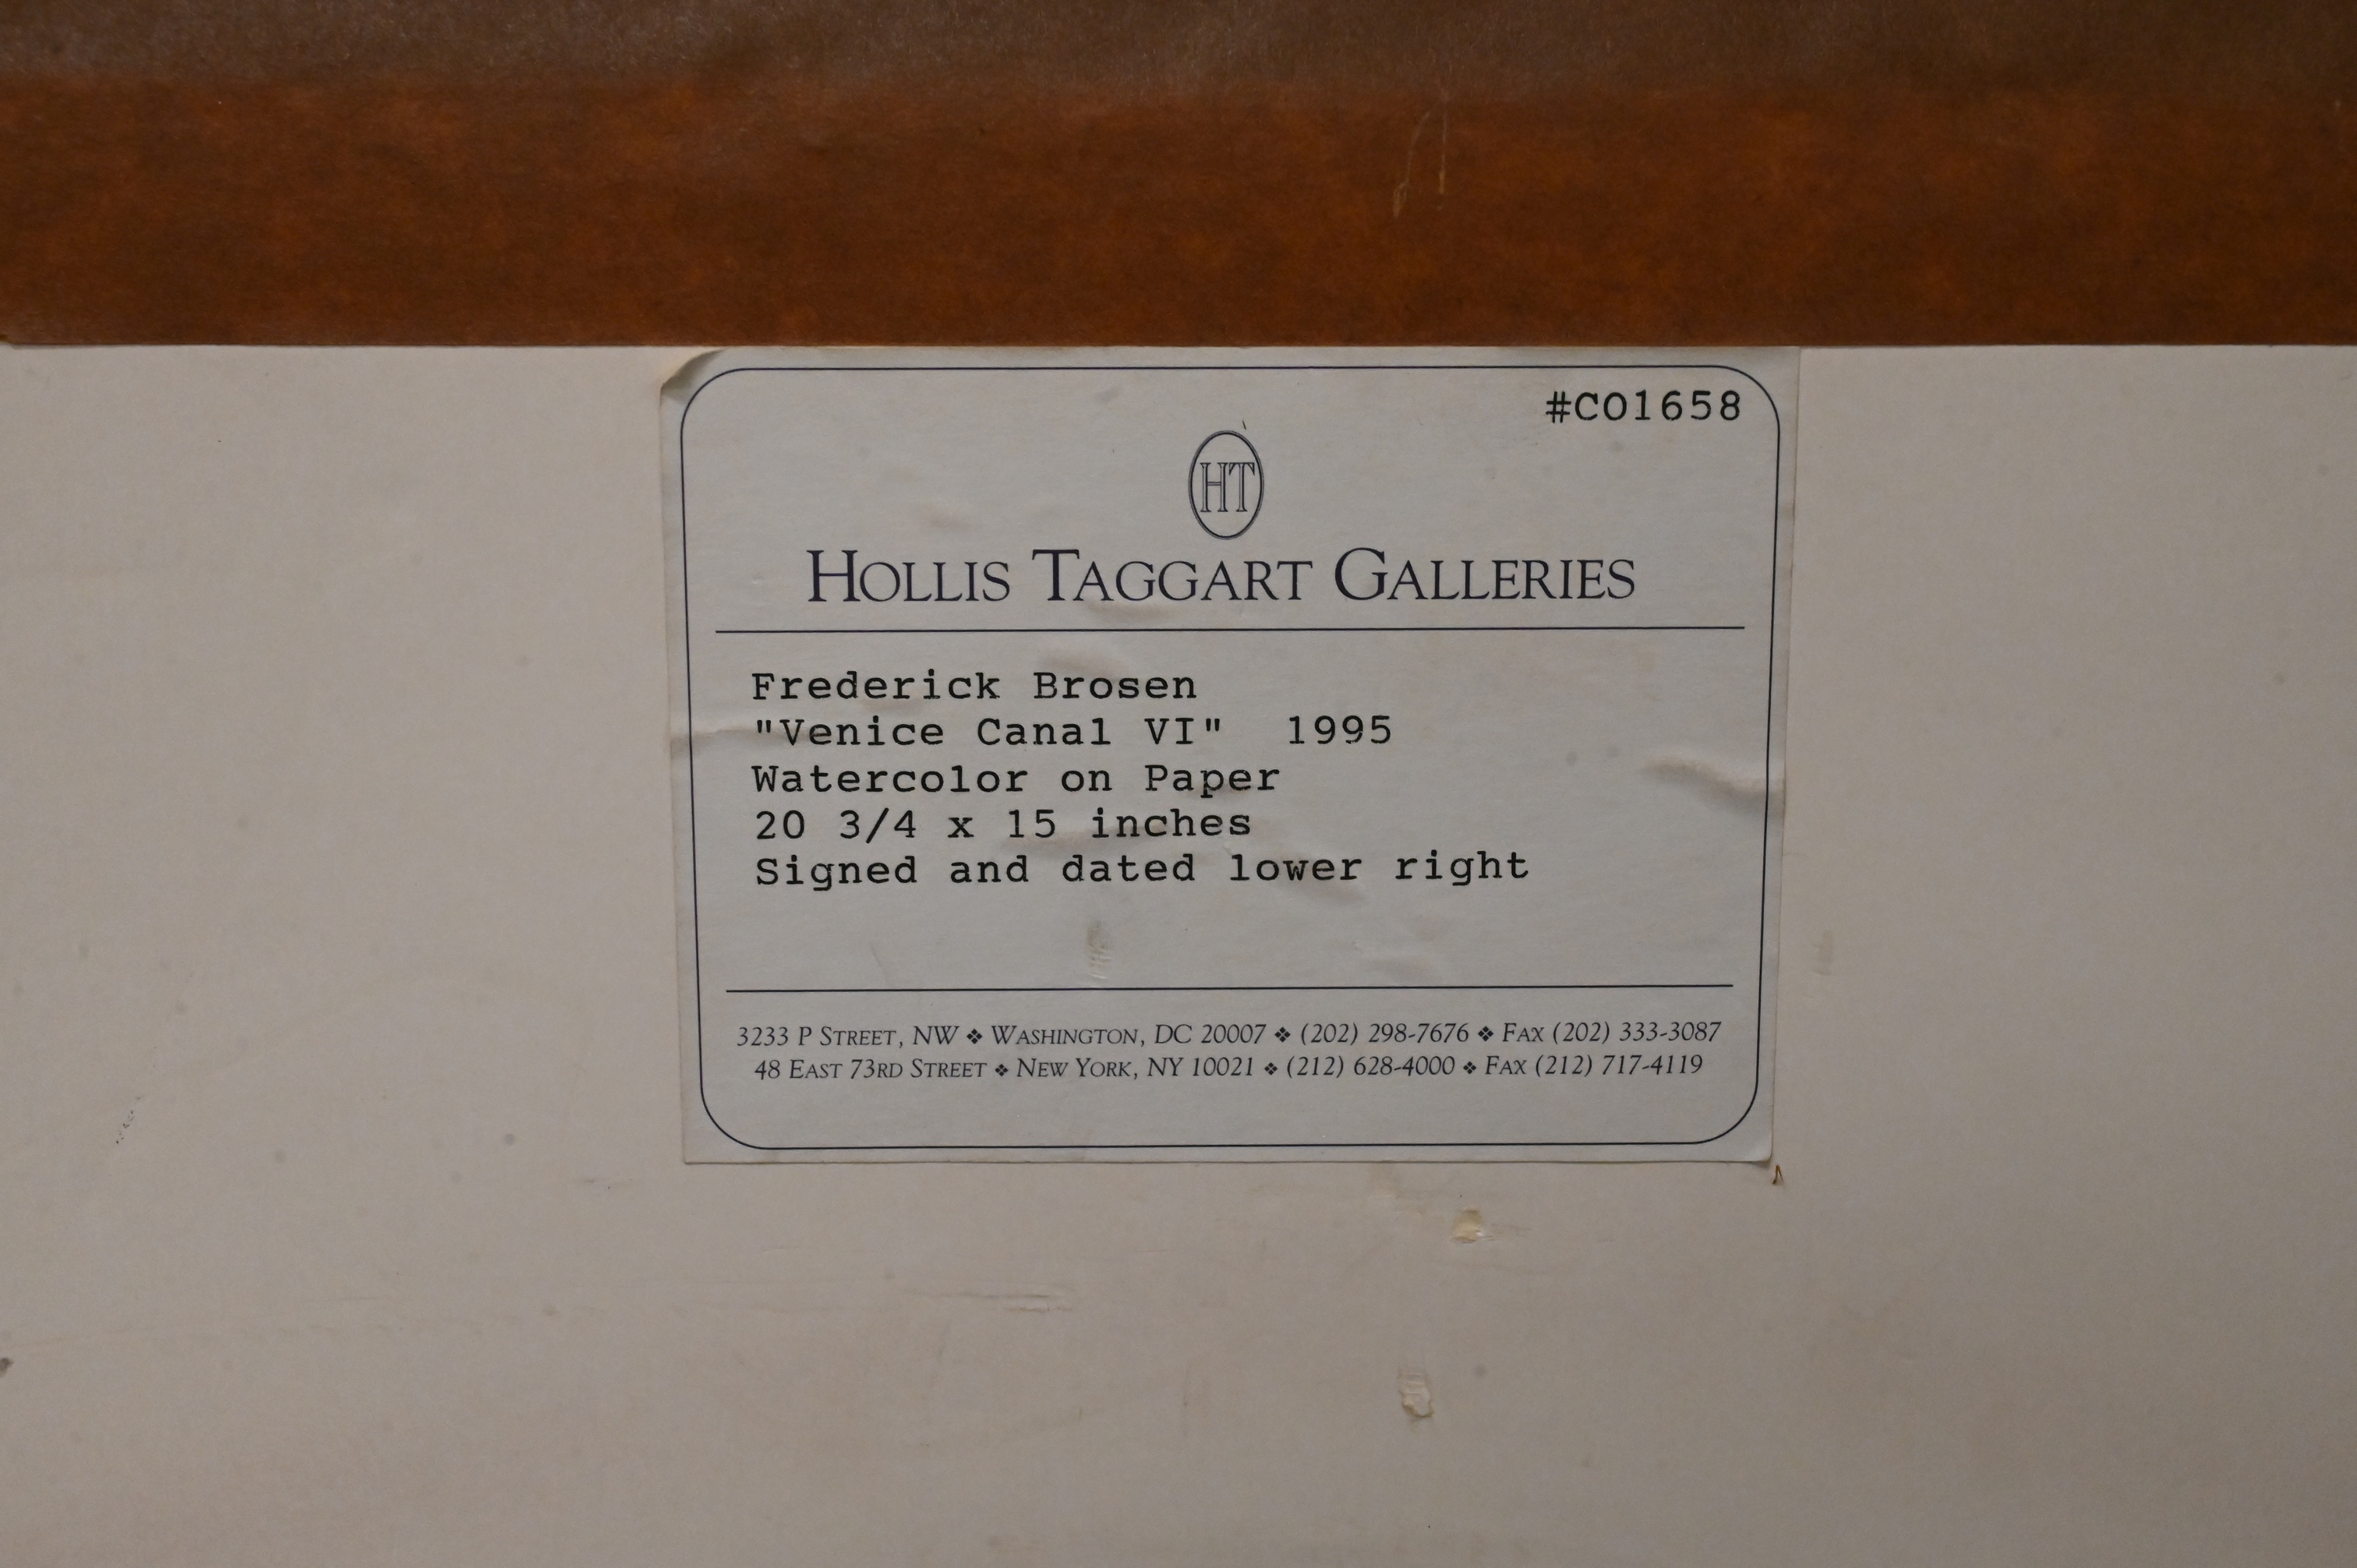 #CO1658
HT
HOLLIS TAGGART GALLERIES
Frederick Brosen
"Venice Canal VI" 1995
Watercolor on Paper
20 3/4 x 15 inches
Signed and dated lower right
3233 P STREET, NW ❖ WASHINGTON, DC 20007 ❖ (202) 298-7676 ❖ FAX (202) 333-3087
48 EAST 73RD STREET ❖ NEW YORK, NY 10021 ❖ (212) 628-4000 ❖ FAX (212) 717-4119